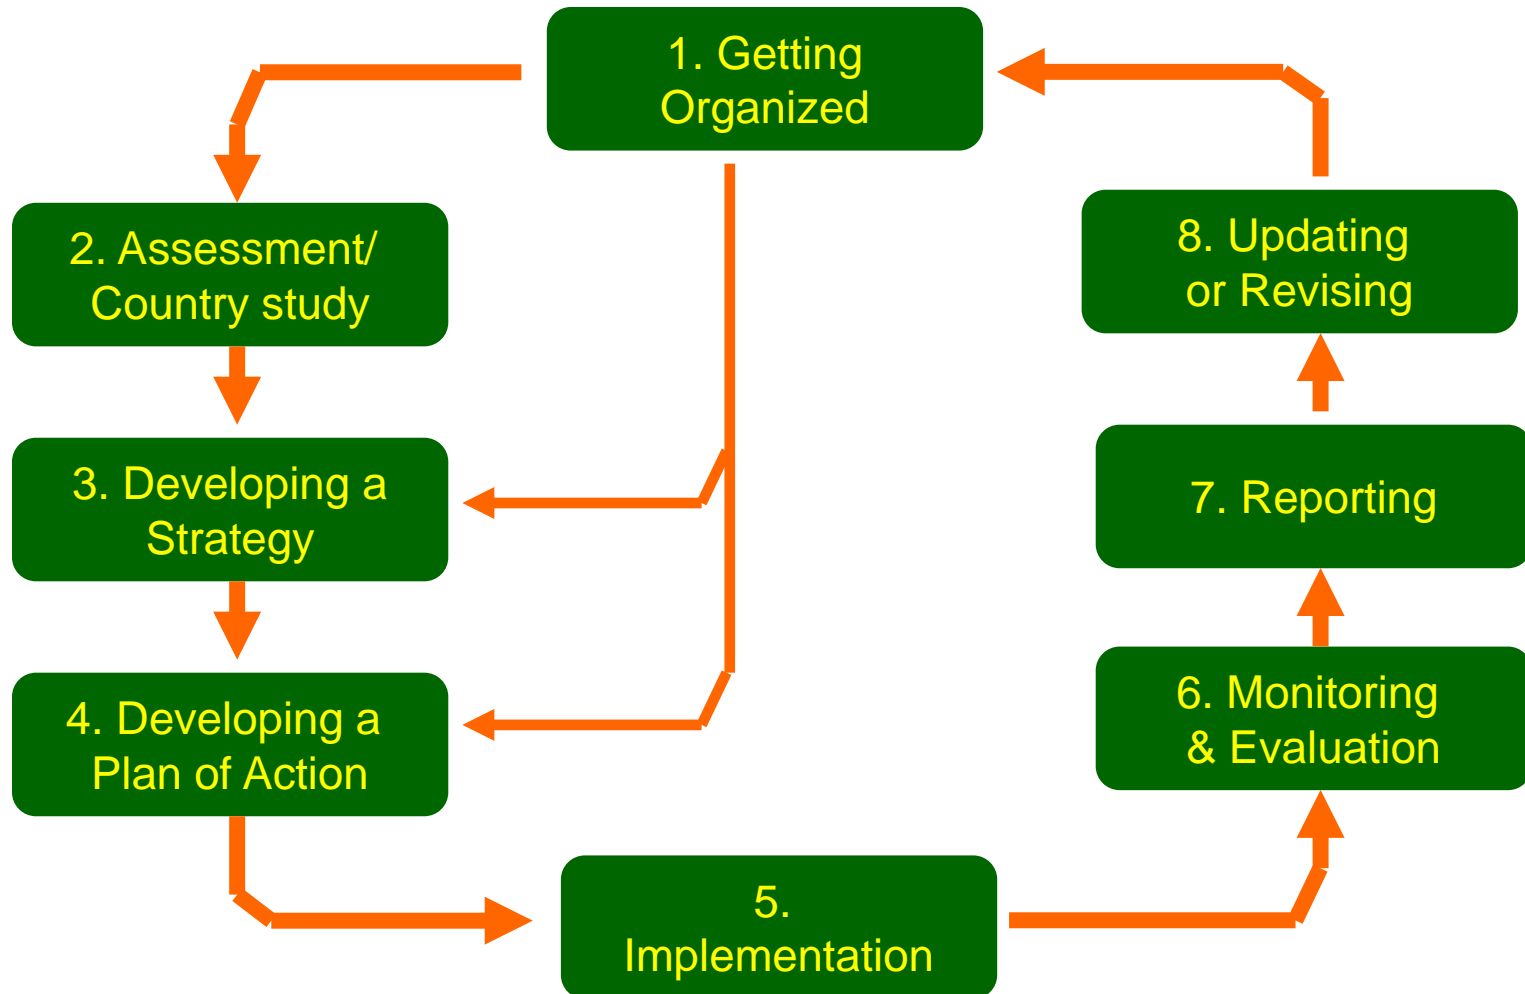 1. Getting
Organized
2. Assessment/
Country study
3. Developing a
Strategy
4. Developing a
Plan of Action
5.
Implementation
6. Monitoring
& Evaluation
7. Reporting
8. Updating
or Revising